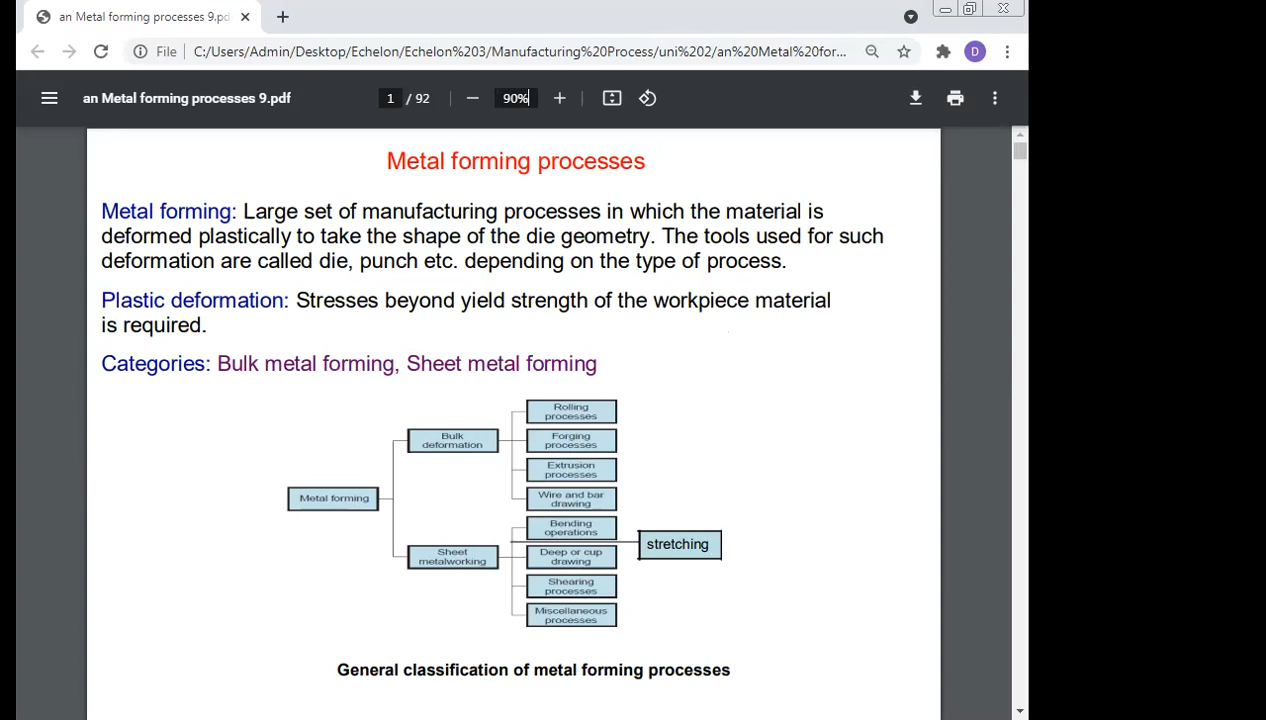 an Metal forming processes 9.pd
File
C:/Users/Admin/Desktop/Echelon/Echelon%203/Manufacturing%20Process/uni%202/an%20Metal%20for...
D
an Metal forming processes 9.pdf
1 / 92
90%
Metal forming processes
Metal forming: Large set of manufacturing processes in which the material is
deformed plastically to take the shape of the die geometry. The tools used for such
deformation are called die, punch etc. depending on the type of process.
Plastic deformation: Stresses beyond yield strength of the workpiece material
is required.
Categories: Bulk metal forming, Sheet metal forming
Metal forming
Bulk
deformation
Rolling
processes
Forging
processes
Extrusion
processes
Wire and bar
drawing
Sheet
metalworking
Bending
operations
stretching
Deep or cup
drawing
Shearing
processes
Miscellaneous
processes
General classification of metal forming processes